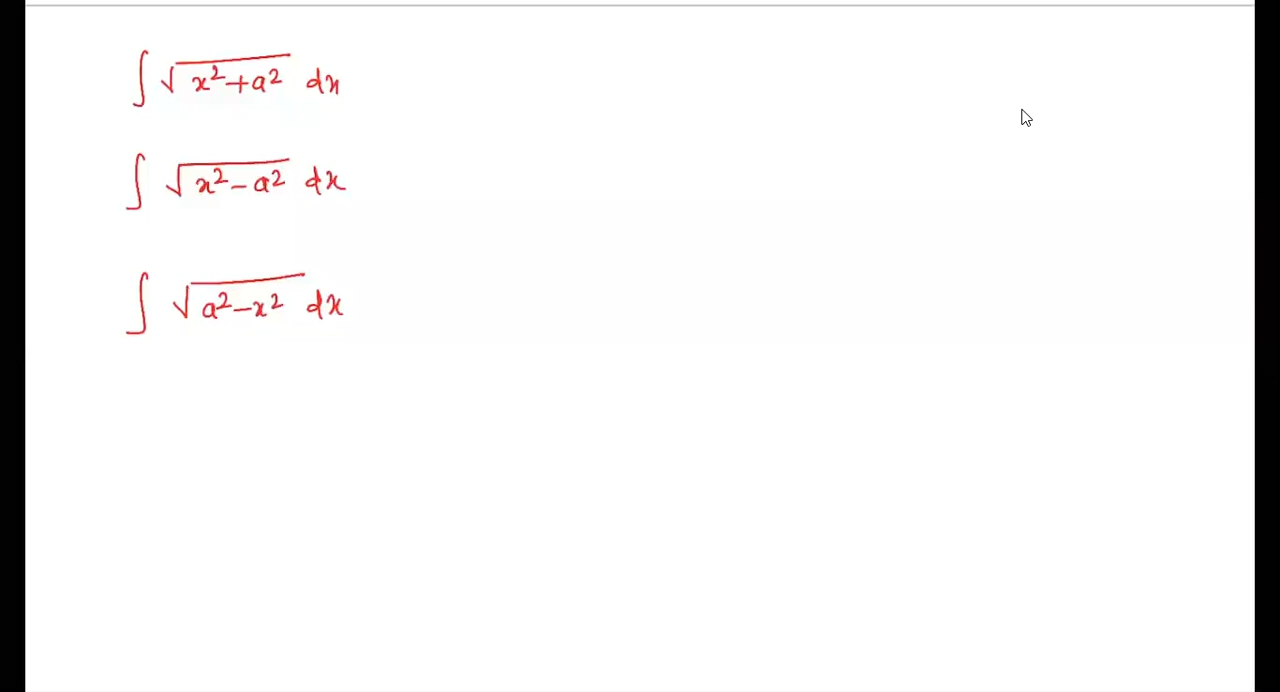 ∫ √(x²+a²) dx
∫ √(x²-a²) dx
∫ √(a²-x²) dx